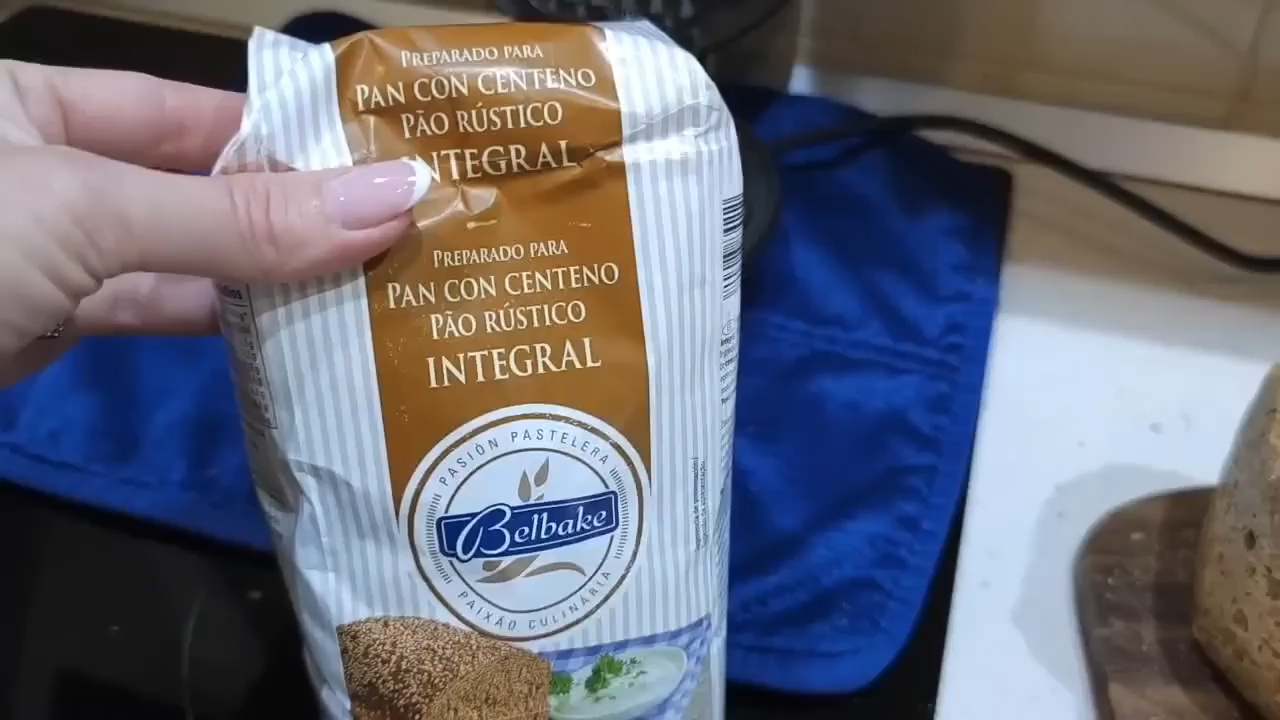 PREPARADO PARA
PAN CON CENTENO
PÃO RÚSTICO
INTEGRAL
PREPARADO PARA
PAN CON CENTENO
PÃO RÚSTICO
INTEGRAL
PASIÓN PASTELERA
Belbake
PAIXÃO CULINÁRIA